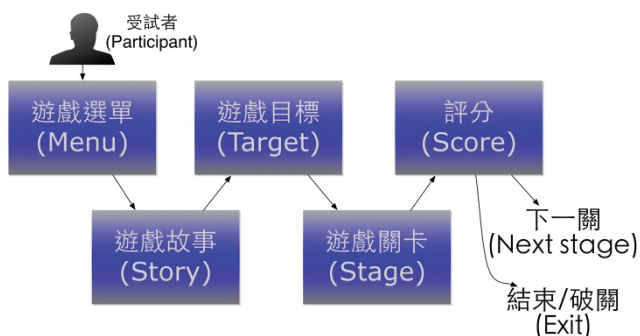 受試者
(Participant)
遊戲選單
(Menu)
遊戲目標
(Target)
評分
(Score)
遊戲故事
(Story)
遊戲關卡
(Stage)
下一關
(Next stage)
結束/破關
(Exit)